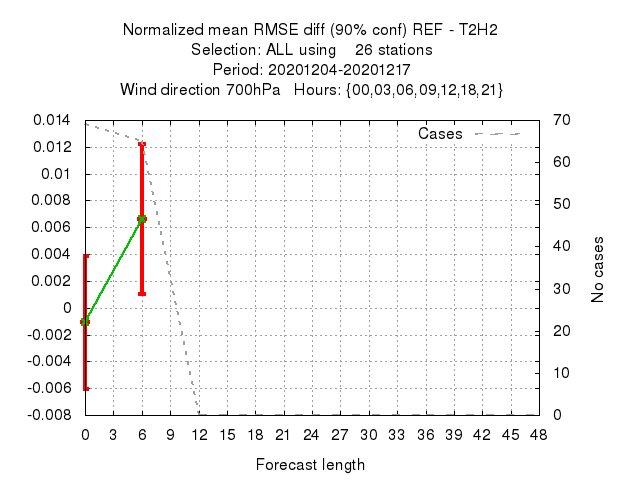 Normalized mean RMSE diff (90% conf) REF - T2H2
Selection: ALL using    26 stations
Period: 20201204-20201217
Wind direction 700hPa   Hours: {00,03,06,09,12,18,21}
Cases
0.014
0.012
0.01
0.008
0.006
0.004
0.002
0
-0.002
-0.004
-0.006
-0.008
70
60
50
40
30
20
10
0
No cases
0 3 6 9 12 15 18 21 24 27 30 33 36 39 42 45 48
Forecast length